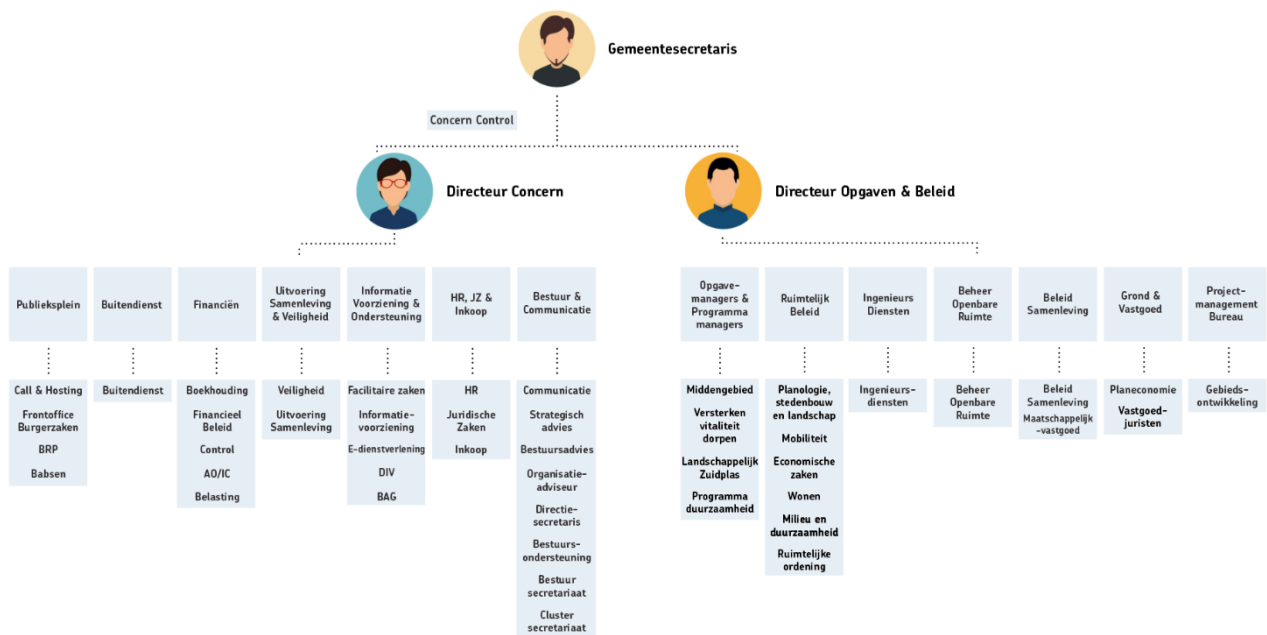 Gemeentesecretaris
Concern Control
Directeur Concern
Directeur Opgaven & Beleid
Publieksplein
Buitendienst
Financiën
Uitvoering
Samenleving
& Veiligheid
Informatie
Voorziening &
Ondersteuning
HR, JZ &
Inkoop
Bestuur &
Communicatie
Opgave-
managers &
Programma
managers
Ruimtelijk
Beleid
Ingenieurs
Diensten
Beheer
Openbare
Ruimte
Beleid
Samenleving
Grond &
Vastgoed
Project-
management
Bureau
Call & Hosting
Frontoffice
Burgerzaken
BRP
Babsen
Buitendienst
Boekhouding
Financieel
Beleid
Control
AO/IC
Belasting
Veiligheid
Uitvoering
Samenleving
Facilitaire zaken
Informatie-
voorziening
E-dienstverlening
DIV
BAG
HR
Juridische
Zaken
Inkoop
Communicatie
Strategisch
advies
Bestuursadvies
Organisatie-
adviseur
Directie-
secretaris
Bestuurs-
ondersteuning
Bestuur
secretariaat
Cluster
secretariaat
Middengebied
Versterken
vitaliteit
dorpen
Landschappelijk
Zuidplas
Programma
duurzaamheid
Planologie,
stedenbouw
en landschap
Mobiliteit
Economische
zaken
Wonen
Milieu en
duurzaamheid
Ruimtelijke
ordening
Ingenieurs-
diensten
Beheer
Openbare
Ruimte
Beleid
Samenleving
Maatschappelijk
-vastgoed
Planeconomie
Vastgoed-
juristen
Gebieds-
ontwikkeling